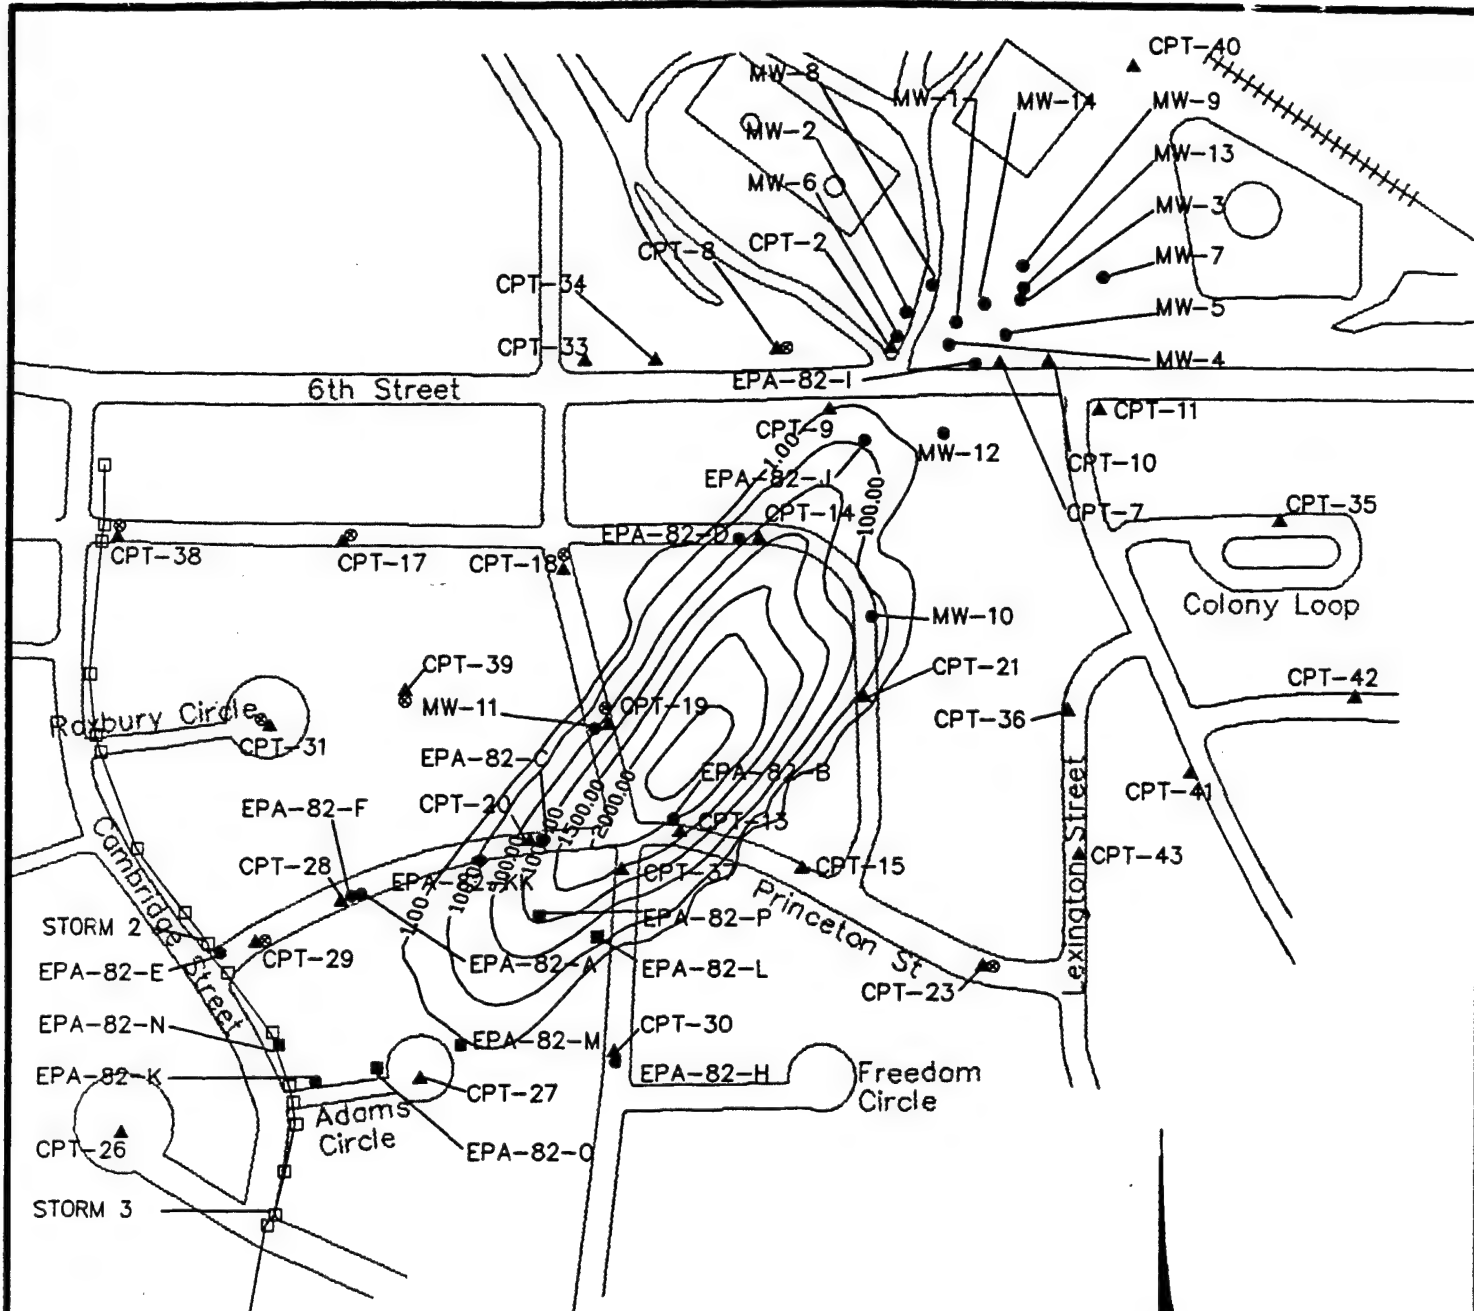 CPT-40
MW-8
MW-1
MW-14
MW-9
MW-2
MW-13
MW-6
MW-3
CPT-8
CPT-2
MW-7
CPT-34
MW-5
CPT-33
MW-4
EPA-82-I
6th Street
CPT-11
CPT-9
1.00
MW-12
CPT-10
EPA-82-J
100.00
CPT-7
CPT-35
CPT-14
EPA-82-D
CPT-38
CPT-17
CPT-18
Colony Loop
MW-10
CPT-39
CPT-21
CPT-42
MW-11
CPT-19
CPT-36
Roxbury Circle
CPT-31
EPA-82-C
EPA-82-B
CPT-41
Lexington Street
EPA-82-F
CPT-20
1500.00
2000.00
CPT-13
Cambridge Street
CPT-28
CPT-37
CPT-15
CPT-43
Princeton St
1.00
STORM 2
EPA-82-P
EPA-82-E
CPT-29
EPA-82-A
EPA-82-L
CPT-23
EPA-82-N
EPA-82-M
CPT-30
EPA-82-K
CPT-27
EPA-82-H
Freedom
Circle
Adams
Circle
CPT-26
EPA-82-O
STORM 3